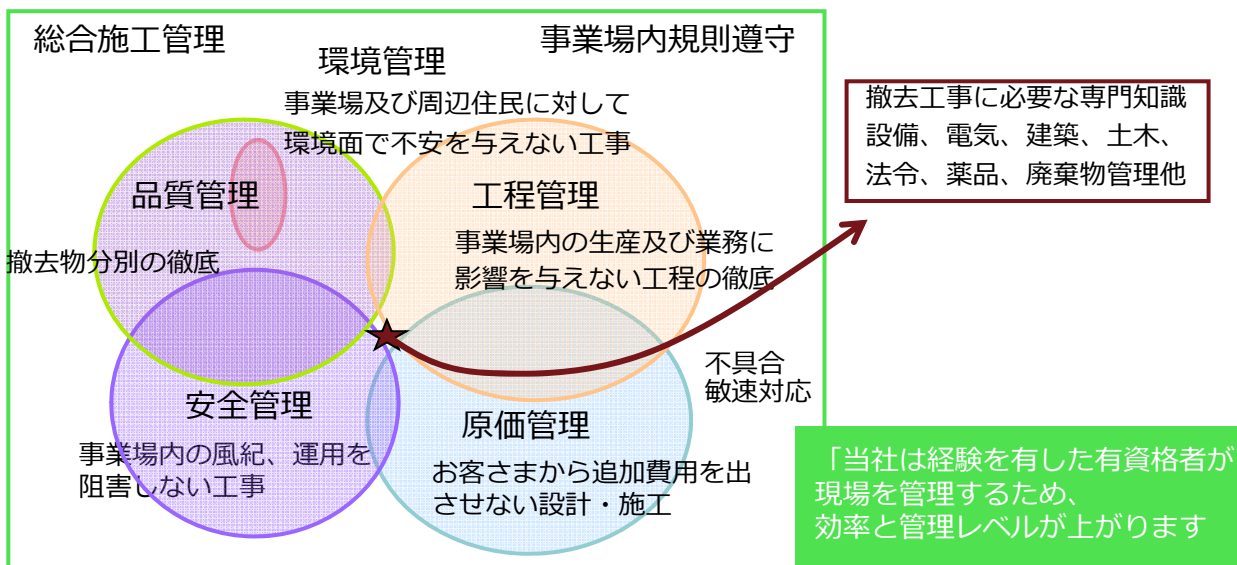 総合施工管理
事業場内規則遵守
環境管理
事業場及び周辺住民に対して
環境面で不安を与えない工事
撤去工事に必要な専門知識
設備、電気、建築、土木、
法令、薬品、廃棄物管理他
品質管理
撤去物分別の徹底
工程管理
事業場内の生産及び業務に
影響を与えない工程の徹底
不具合
敏速対応
安全管理
事業場内の風紀、運用を
阻害しない工事
原価管理
お客さまから追加費用を出
させない設計・施工
「当社は経験を有した有資格者が
現場を管理するため、
効率と管理レベルが上がります